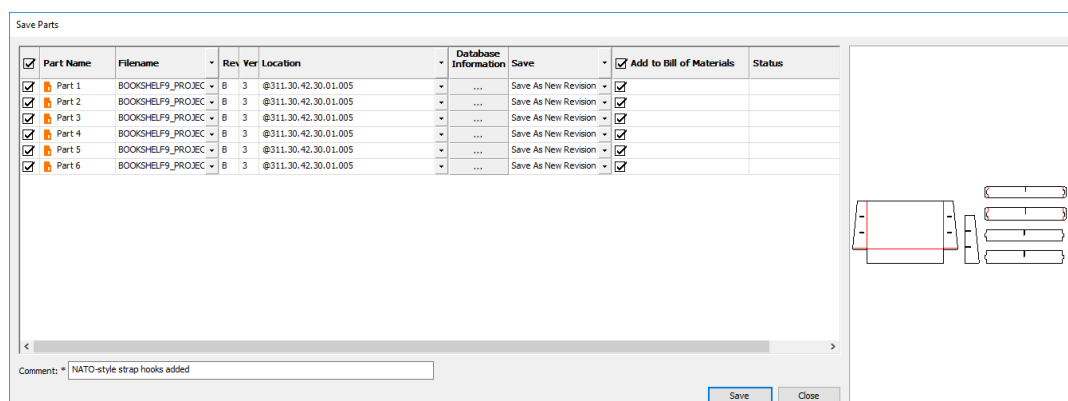 Save Parts
Part Name Filename Rev Ver Location Database Information Save Add to Bill of Materials Status
Part 1 BOOKSHELF9_PROJEC B 3 @311.30.42.30.01.005 ... Save As New Revision
Part 2 BOOKSHELF9_PROJEC B 3 @311.30.42.30.01.005 ... Save As New Revision
Part 3 BOOKSHELF9_PROJEC B 3 @311.30.42.30.01.005 ... Save As New Revision
Part 4 BOOKSHELF9_PROJEC B 3 @311.30.42.30.01.005 ... Save As New Revision
Part 5 BOOKSHELF9_PROJEC B 3 @311.30.42.30.01.005 ... Save As New Revision
Part 6 BOOKSHELF9_PROJEC B 3 @311.30.42.30.01.005 ... Save As New Revision
Comment: * NATO-style strap hooks added
Save Close